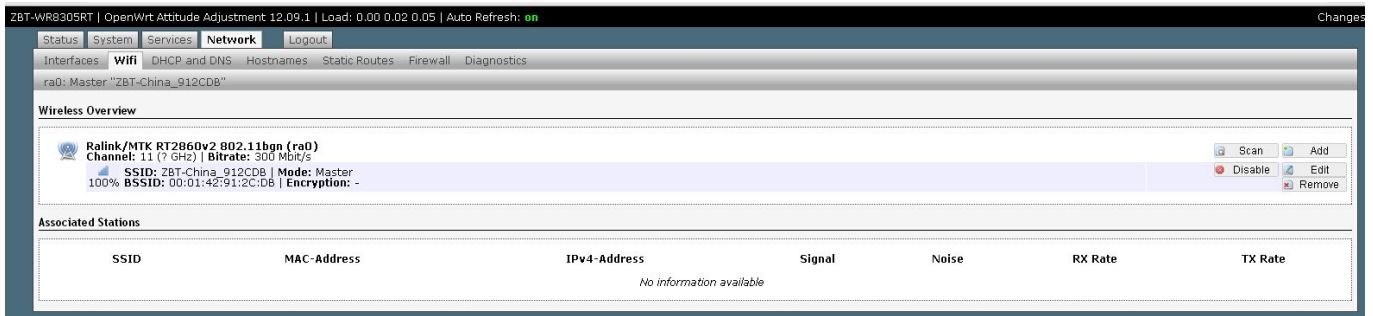 ZBT-WR8305RT | OpenWrt Attitude Adjustment 12.09.1 | Load: 0.00 0.02 0.05 | Auto Refresh: on Changes
Status System Services Network Logout
Interfaces Wifi DHCP and DNS Hostnames Static Routes Firewall Diagnostics
ra0: Master "ZBT-China_912CDB"
Wireless Overview
Ralink/MTK RT2860v2 802.11bgn (ra0)
Channel: 11 (? GHz) | Bitrate: 300 Mbit/s
Scan Add
SSID: ZBT-China_912CDB | Mode: Master
Disable Edit
100% BSSID: 00:01:42:91:2C:DB | Encryption: -
Remove
Associated Stations
SSID MAC-Address IPv4-Address Signal Noise RX Rate TX Rate
No information available